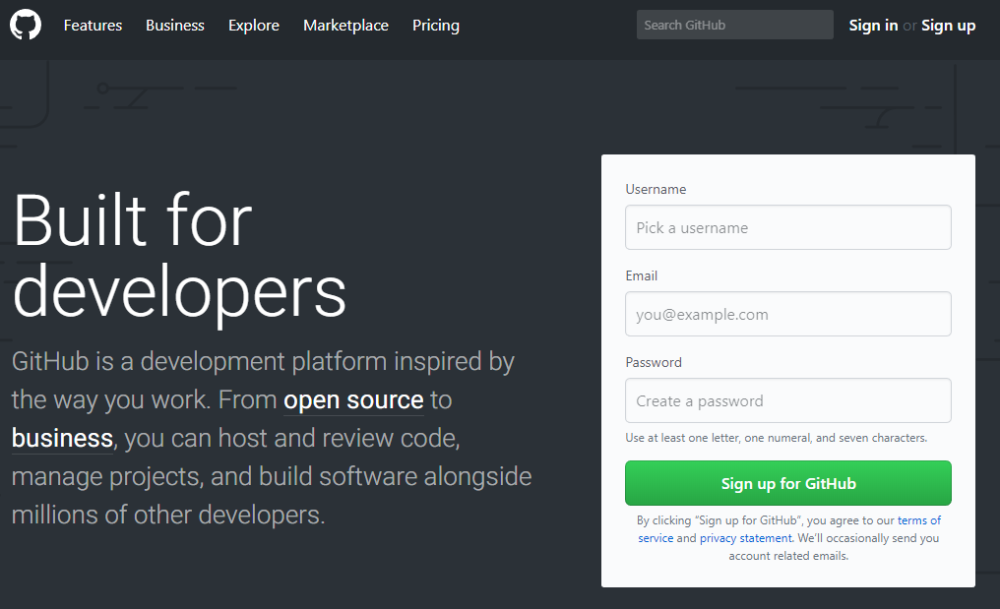 Features Business Explore Marketplace Pricing Search GitHub Sign in or Sign up
Built for
developers
GitHub is a development platform inspired by
the way you work. From open source to
business, you can host and review code,
manage projects, and build software alongside
millions of other developers.
Username
Pick a username
Email
you@example.com
Password
Create a password
Use at least one letter, one numeral, and seven characters.
Sign up for GitHub
By clicking “Sign up for GitHub”, you agree to our terms of
service and privacy statement. We’ll occasionally send you
account related emails.